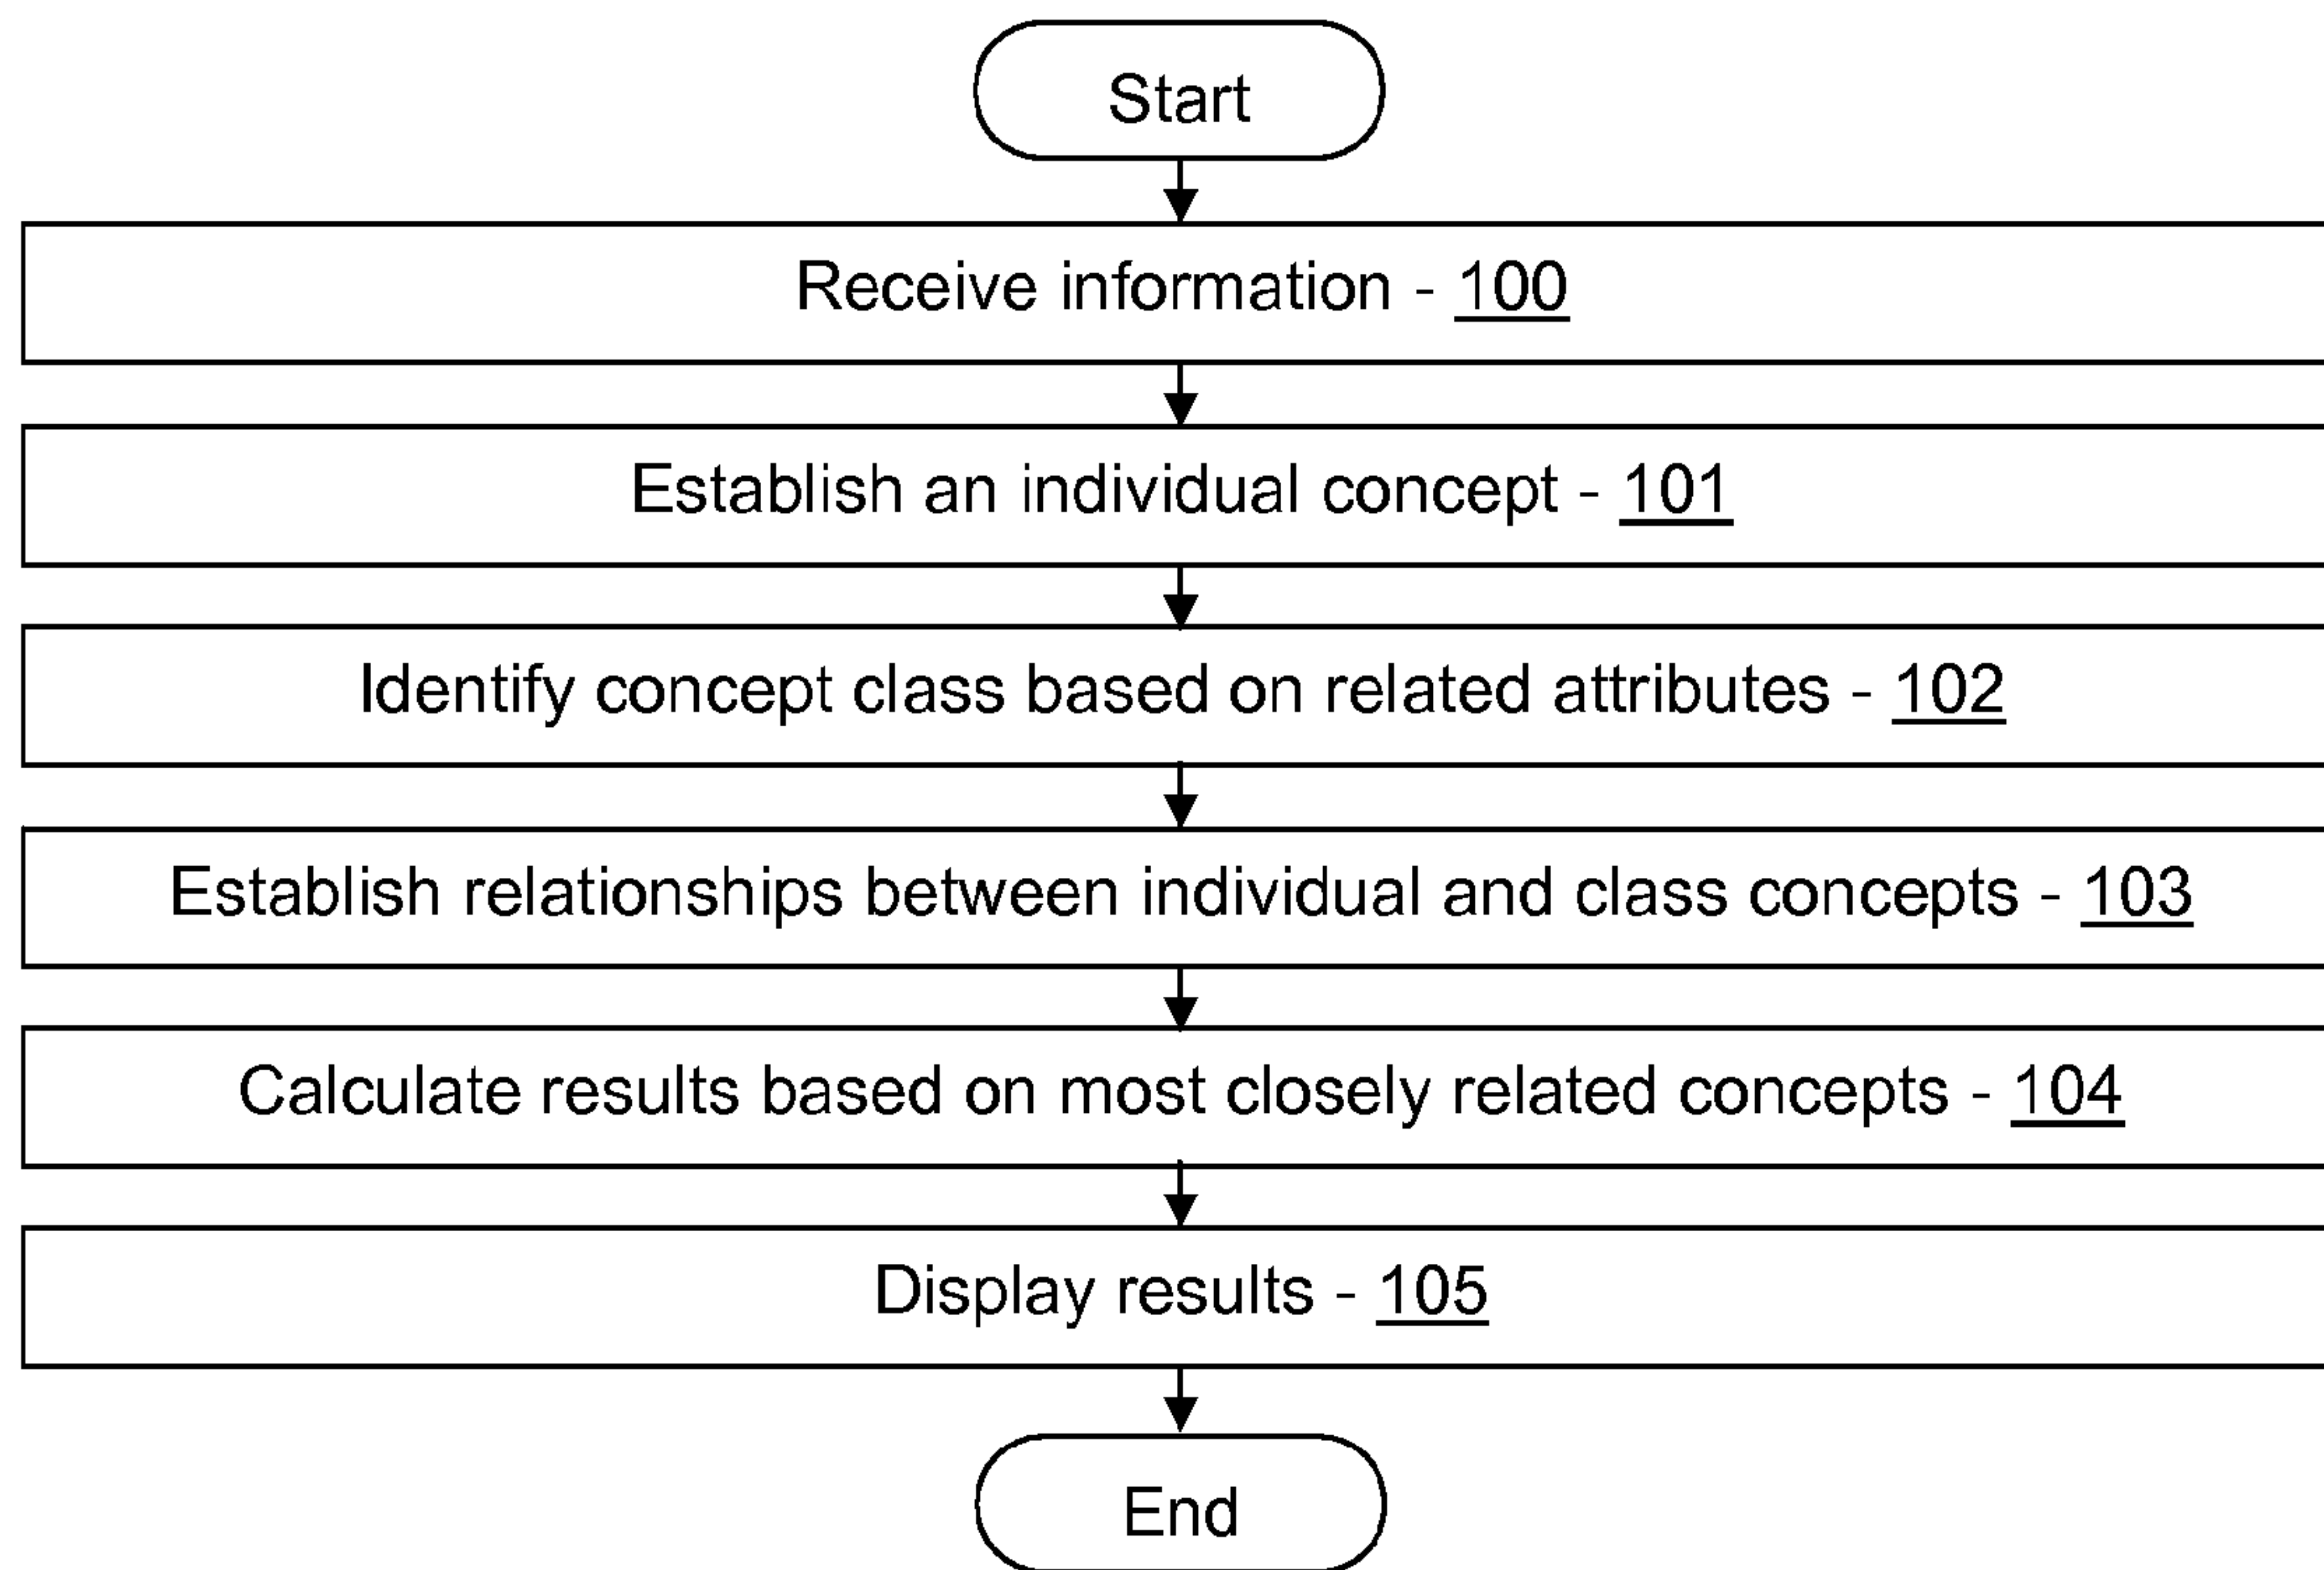 Start
Receive information - 100
Establish an individual concept - 101
Identify concept class based on related attributes - 102
Establish relationships between individual and class concepts - 103
Calculate results based on most closely related concepts - 104
Display results - 105
End